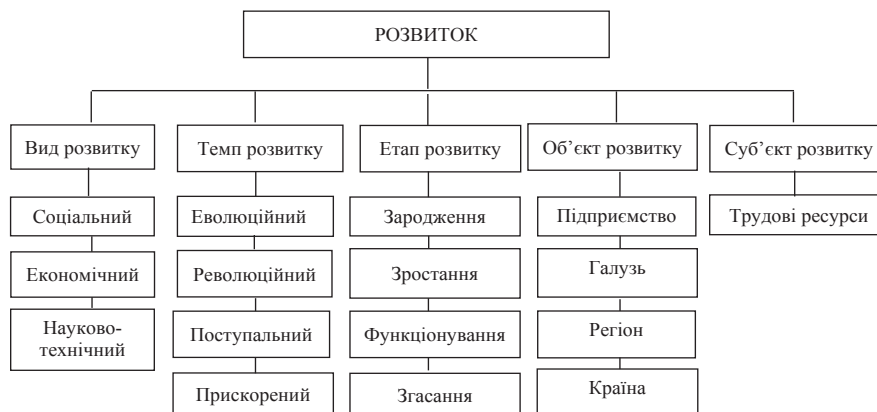 РОЗВИТОК
Вид розвитку
Темп розвитку
Етап розвитку
Об’єкт розвитку
Суб’єкт розвитку
Соціальний
Еволюційний
Зародження
Підприємство
Трудові ресурси
Економічний
Революційний
Зростання
Галузь
Науково-
технічний
Поступальний
Функціонування
Регіон
Прискорений
Згасання
Країна